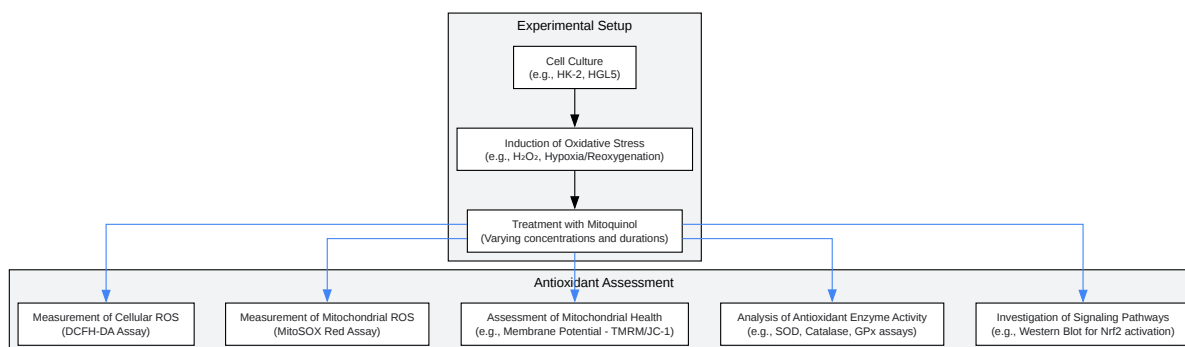 Experimental Setup
Cell Culture
(e.g., HK-2, HGL5)
Induction of Oxidative Stress
(e.g., H₂O₂, Hypoxia/Reoxygenation)
Treatment with Mitoquinol
(Varying concentrations and durations)
Antioxidant Assessment
Measurement of Cellular ROS
(DCFH-DA Assay)
Measurement of Mitochondrial ROS
(MitoSOX Red Assay)
Assessment of Mitochondrial Health
(e.g., Membrane Potential - TMRM/JC-1)
Analysis of Antioxidant Enzyme Activity
(e.g., SOD, Catalase, GPx assays)
Investigation of Signaling Pathways
(e.g., Western Blot for Nrf2 activation)